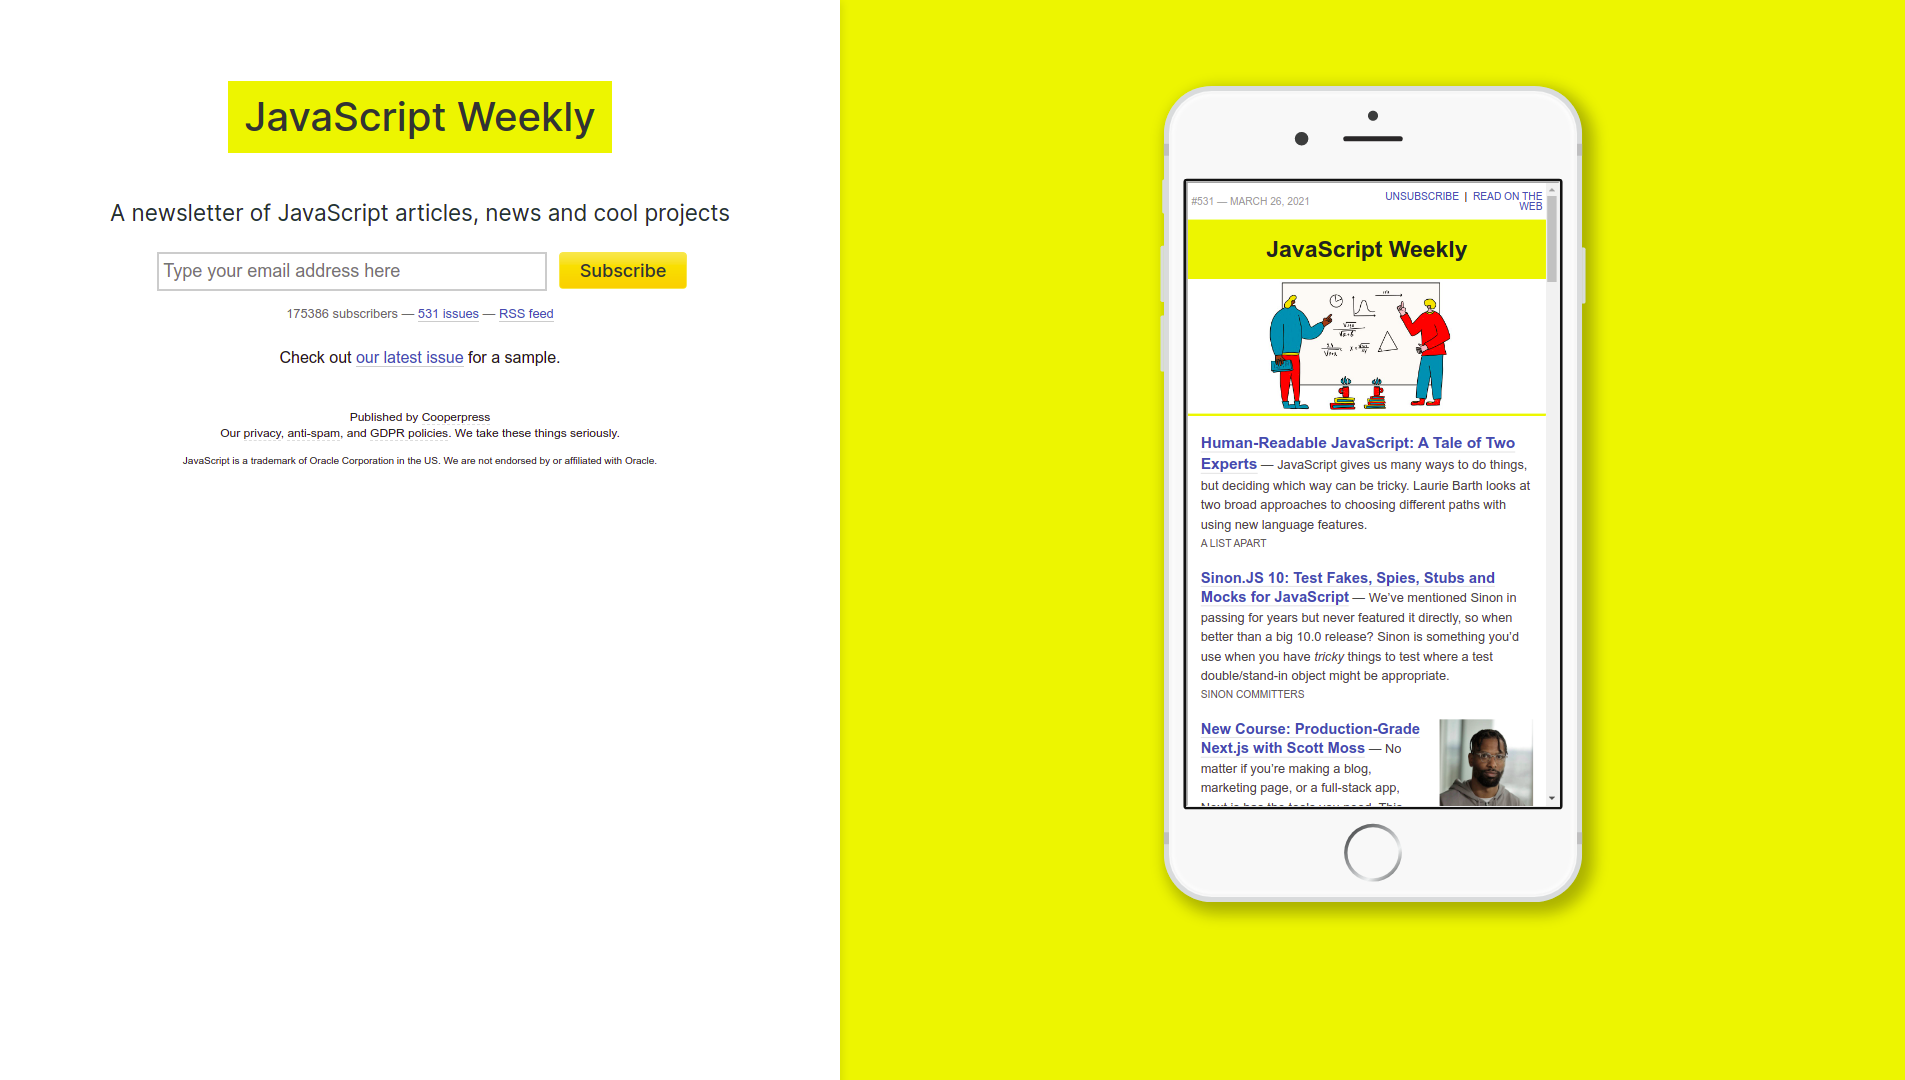 JavaScript Weekly
A newsletter of JavaScript articles, news and cool projects
Type your email address here
Subscribe
175386 subscribers — 531 issues — RSS feed
Check out our latest issue for a sample.
Published by Cooperpress
Our privacy, anti-spam, and GDPR policies. We take these things seriously.
JavaScript is a trademark of Oracle Corporation in the US. We are not endorsed by or affiliated with Oracle.
#531 — MARCH 26, 2021
UNSUBSCRIBE | READ ON THE
WEB
JavaScript Weekly
Human-Readable JavaScript: A Tale of Two
Experts — JavaScript gives us many ways to do things,
but deciding which way can be tricky. Laurie Barth looks at
two broad approaches to choosing different paths with
using new language features.
A LIST APART
Sinon.JS 10: Test Fakes, Spies, Stubs and
Mocks for JavaScript — We’ve mentioned Sinon in
passing for years but never featured it directly, so when
better than a big 10.0 release? Sinon is something you’d
use when you have tricky things to test where a test
double/stand-in object might be appropriate.
SINON COMMITTERS
New Course: Production-Grade
Next.js with Scott Moss — No
matter if you’re making a blog,
marketing page, or a full-stack app,
Next.js has the tools you need. This